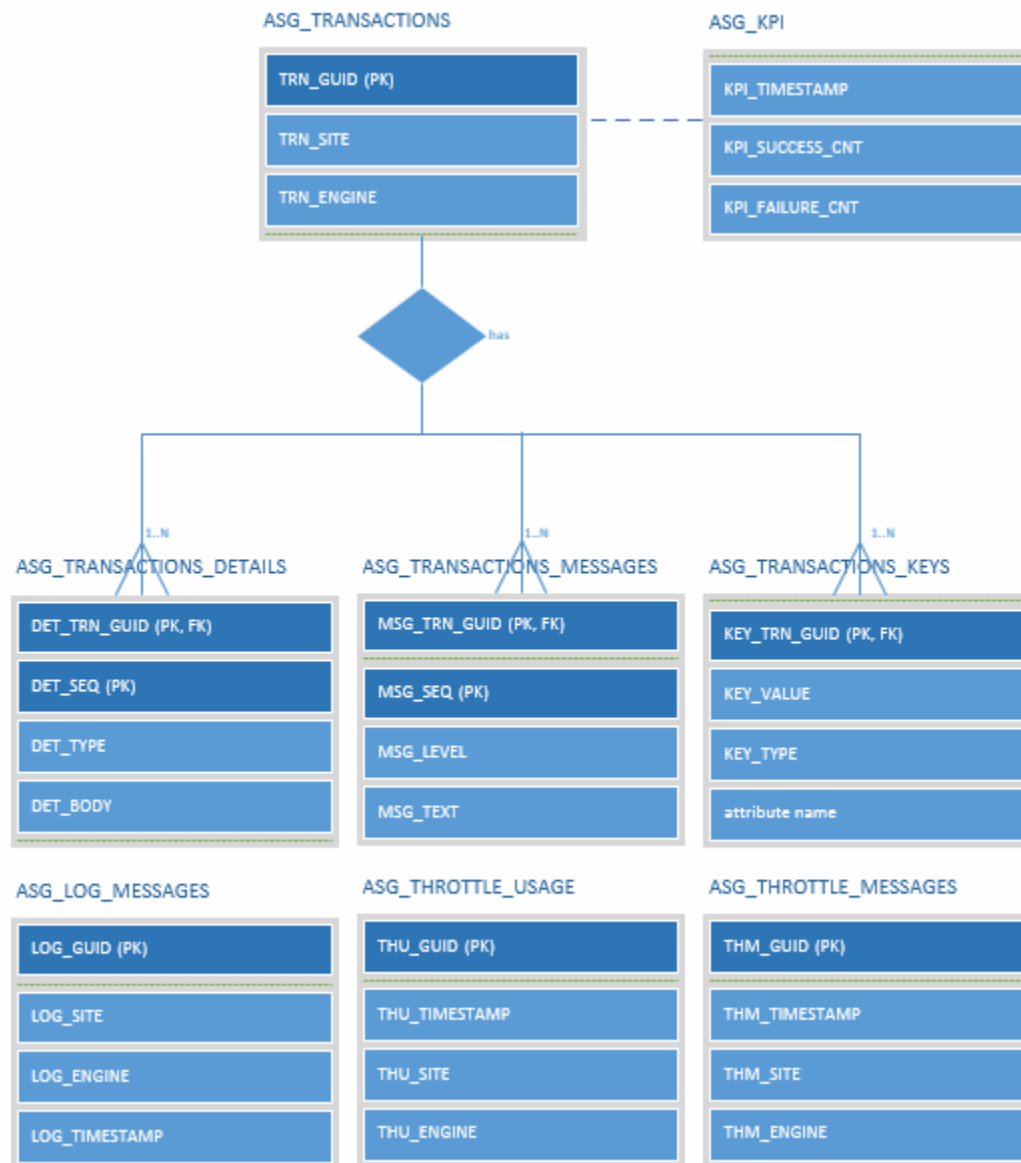 ASG_TRANSACTIONS
TRN_GUID (PK)
TRN_SITE
TRN_ENGINE
ASG_KPI
KPI_TIMESTAMP
KPI_SUCCESS_CNT
KPI_FAILURE_CNT
has
1..N
1..N
1..N
ASG_TRANSACTIONS_DETAILS
DET_TRN_GUID (PK, FK)
DET_SEQ (PK)
DET_TYPE
DET_BODY
ASG_TRANSACTIONS_MESSAGES
MSG_TRN_GUID (PK, FK)
MSG_SEQ (PK)
MSG_LEVEL
MSG_TEXT
ASG_TRANSACTIONS_KEYS
KEY_TRN_GUID (PK, FK)
KEY_VALUE
KEY_TYPE
attribute name
ASG_LOG_MESSAGES
LOG_GUID (PK)
LOG_SITE
LOG_ENGINE
LOG_TIMESTAMP
ASG_THROTTLE_USAGE
THU_GUID (PK)
THU_TIMESTAMP
THU_SITE
THU_ENGINE
ASG_THROTTLE_MESSAGES
THM_GUID (PK)
THM_TIMESTAMP
THM_SITE
THM_ENGINE